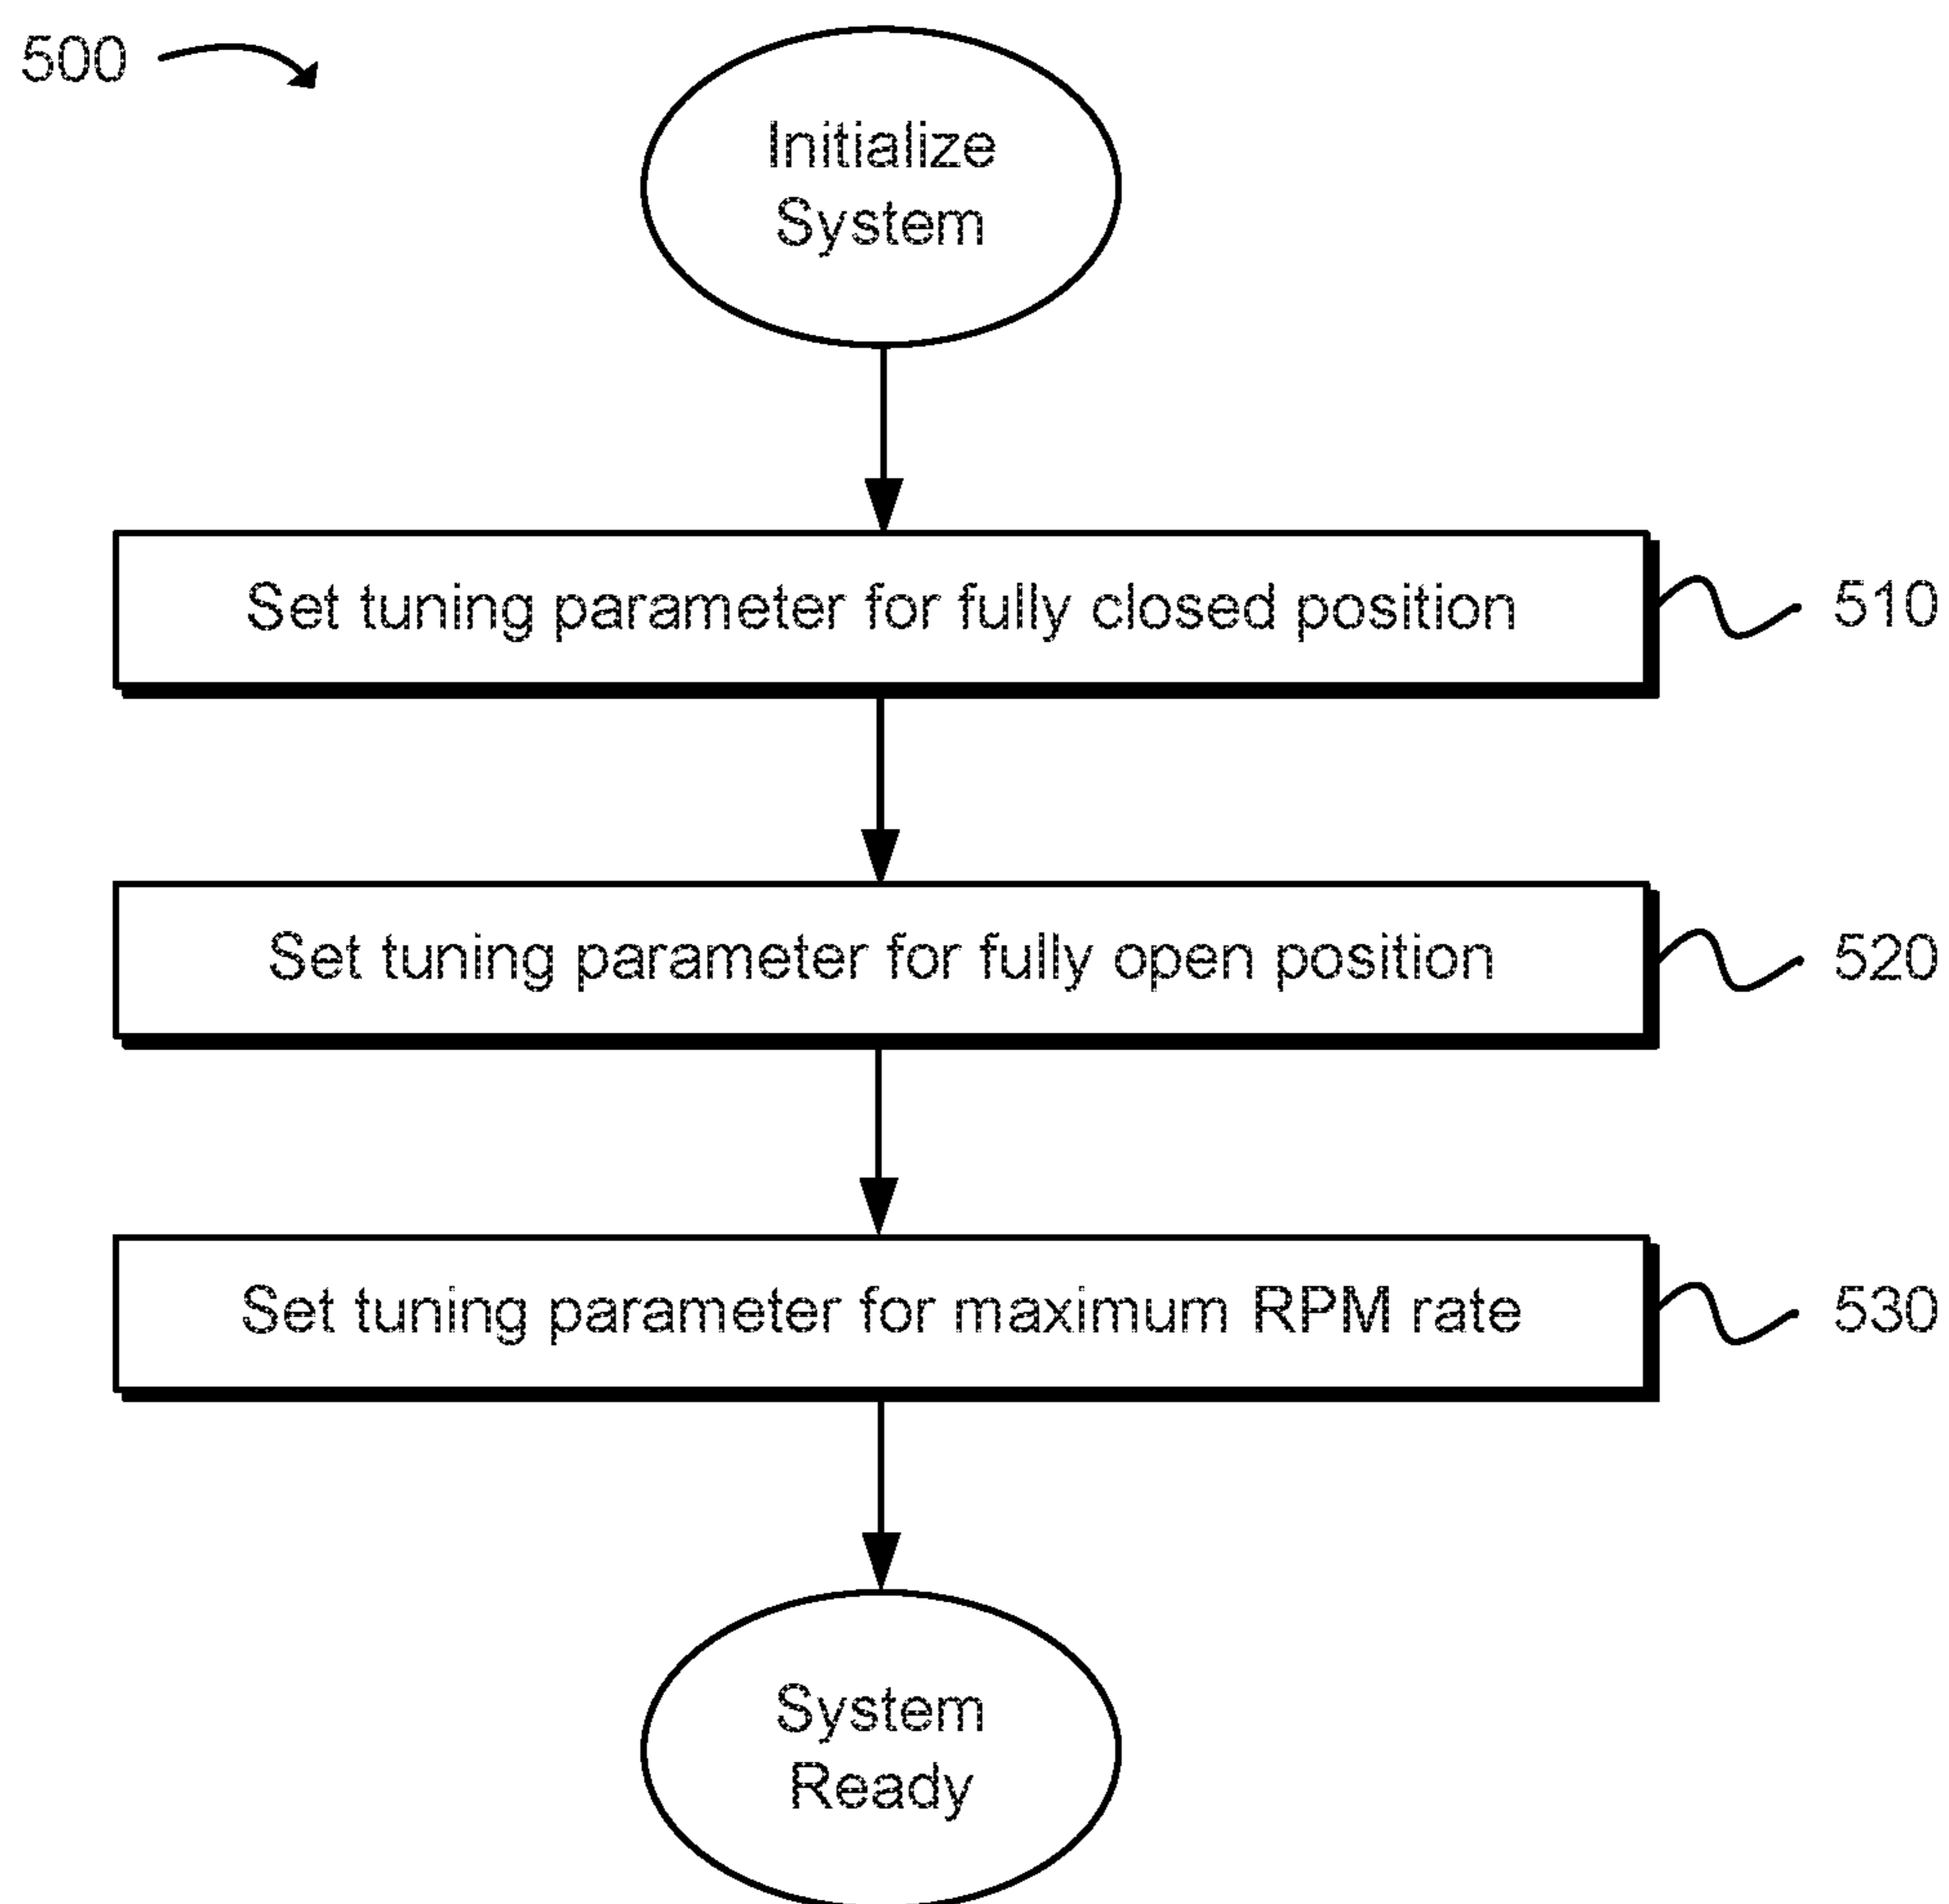 500
Initialize
System
Set tuning parameter for fully closed position
510
Set tuning parameter for fully open position
520
Set tuning parameter for maximum RPM rate
530
System
Ready